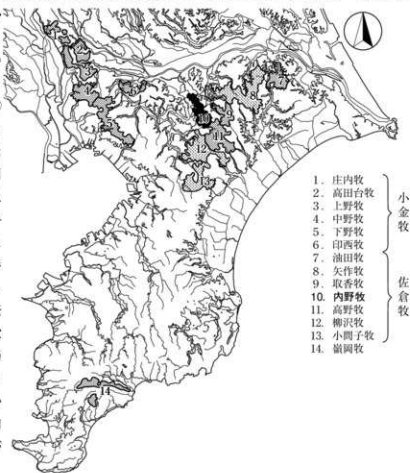 1. 庄内牧
2. 高田台牧
3. 上野牧
4. 中野牧
5. 下野牧
6. 印西牧
7. 油田牧
8. 矢作牧
9. 取香牧
10. 内野牧
11. 高野牧
12. 柳沢牧
13. 小間子牧
14. 嶺岡牧
小金牧
佐倉牧
10
11
12
13
14